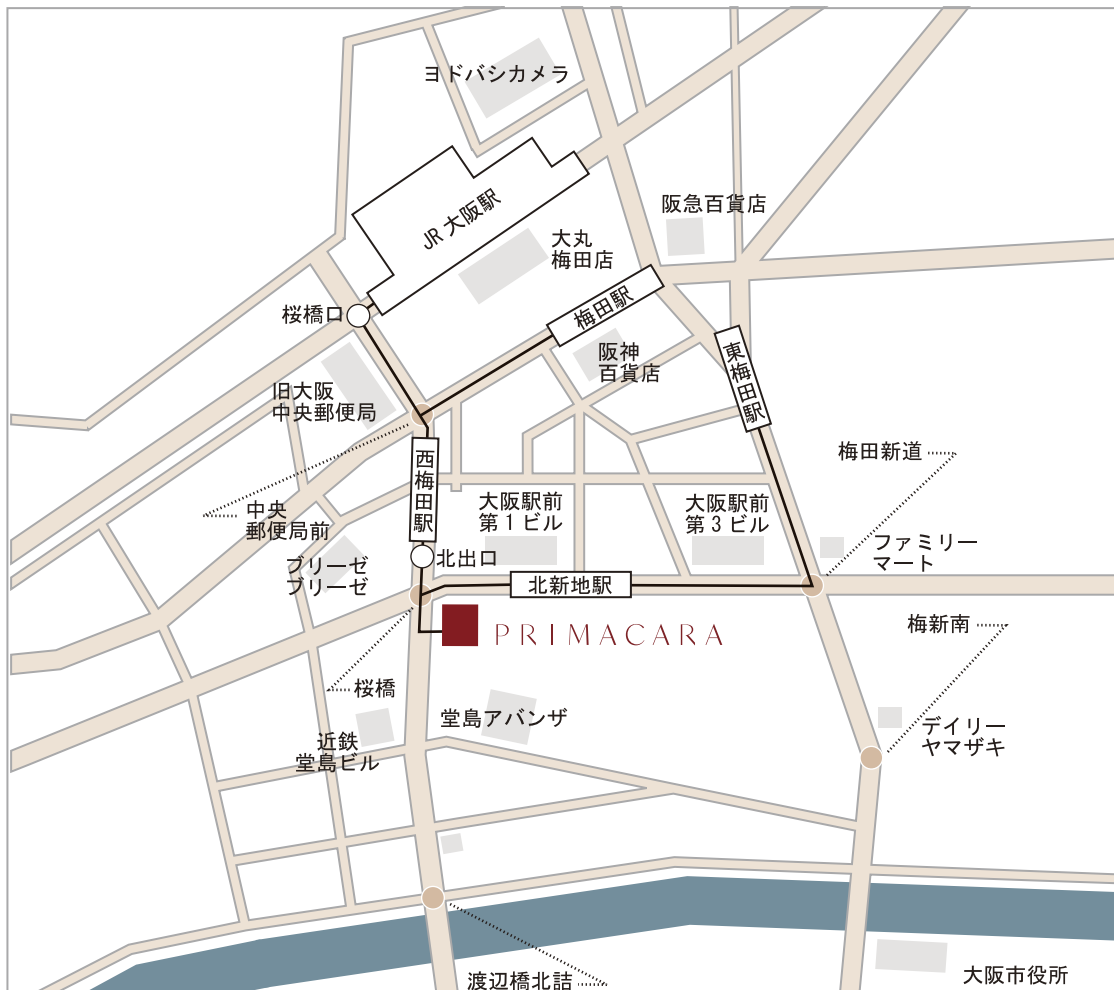 ヨドバシカメラ
JR 大阪駅
阪急百貨店
大丸
梅田店
梅田駅
桜橋口
阪神
百貨店
東梅田駅
旧大阪
中央郵便局
西梅田駅
梅田新道
中央
郵便局前
大阪駅前
第1ビル
大阪駅前
第3ビル
ファミリー
マート
北出口
ブリーゼ
ブリーゼ
北新地駅
PRIMACARA
梅新南
桜橋
堂島アバンザ
近鉄
堂島ビル
デイリー
ヤマザキ
渡辺橋北詰
大阪市役所